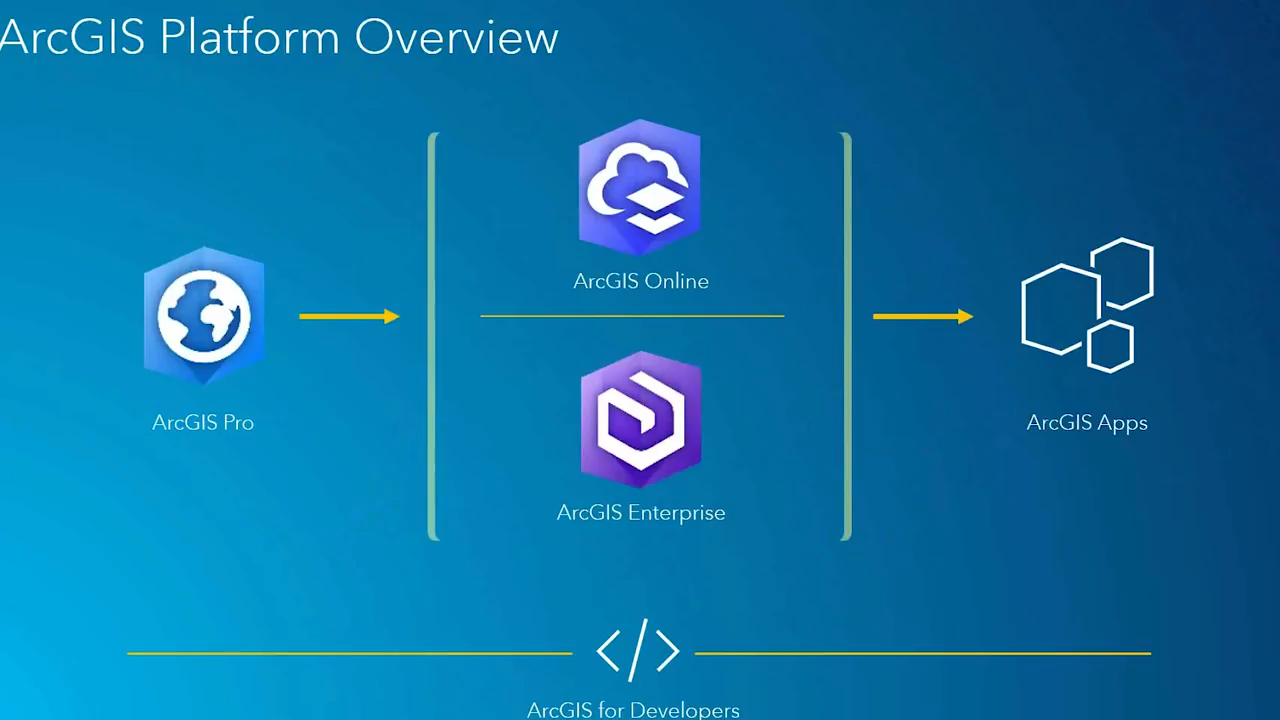 ArcGIS Platform Overview
ArcGIS Online
ArcGIS Pro
ArcGIS Apps
ArcGIS Enterprise
</>
ArcGIS for Developers